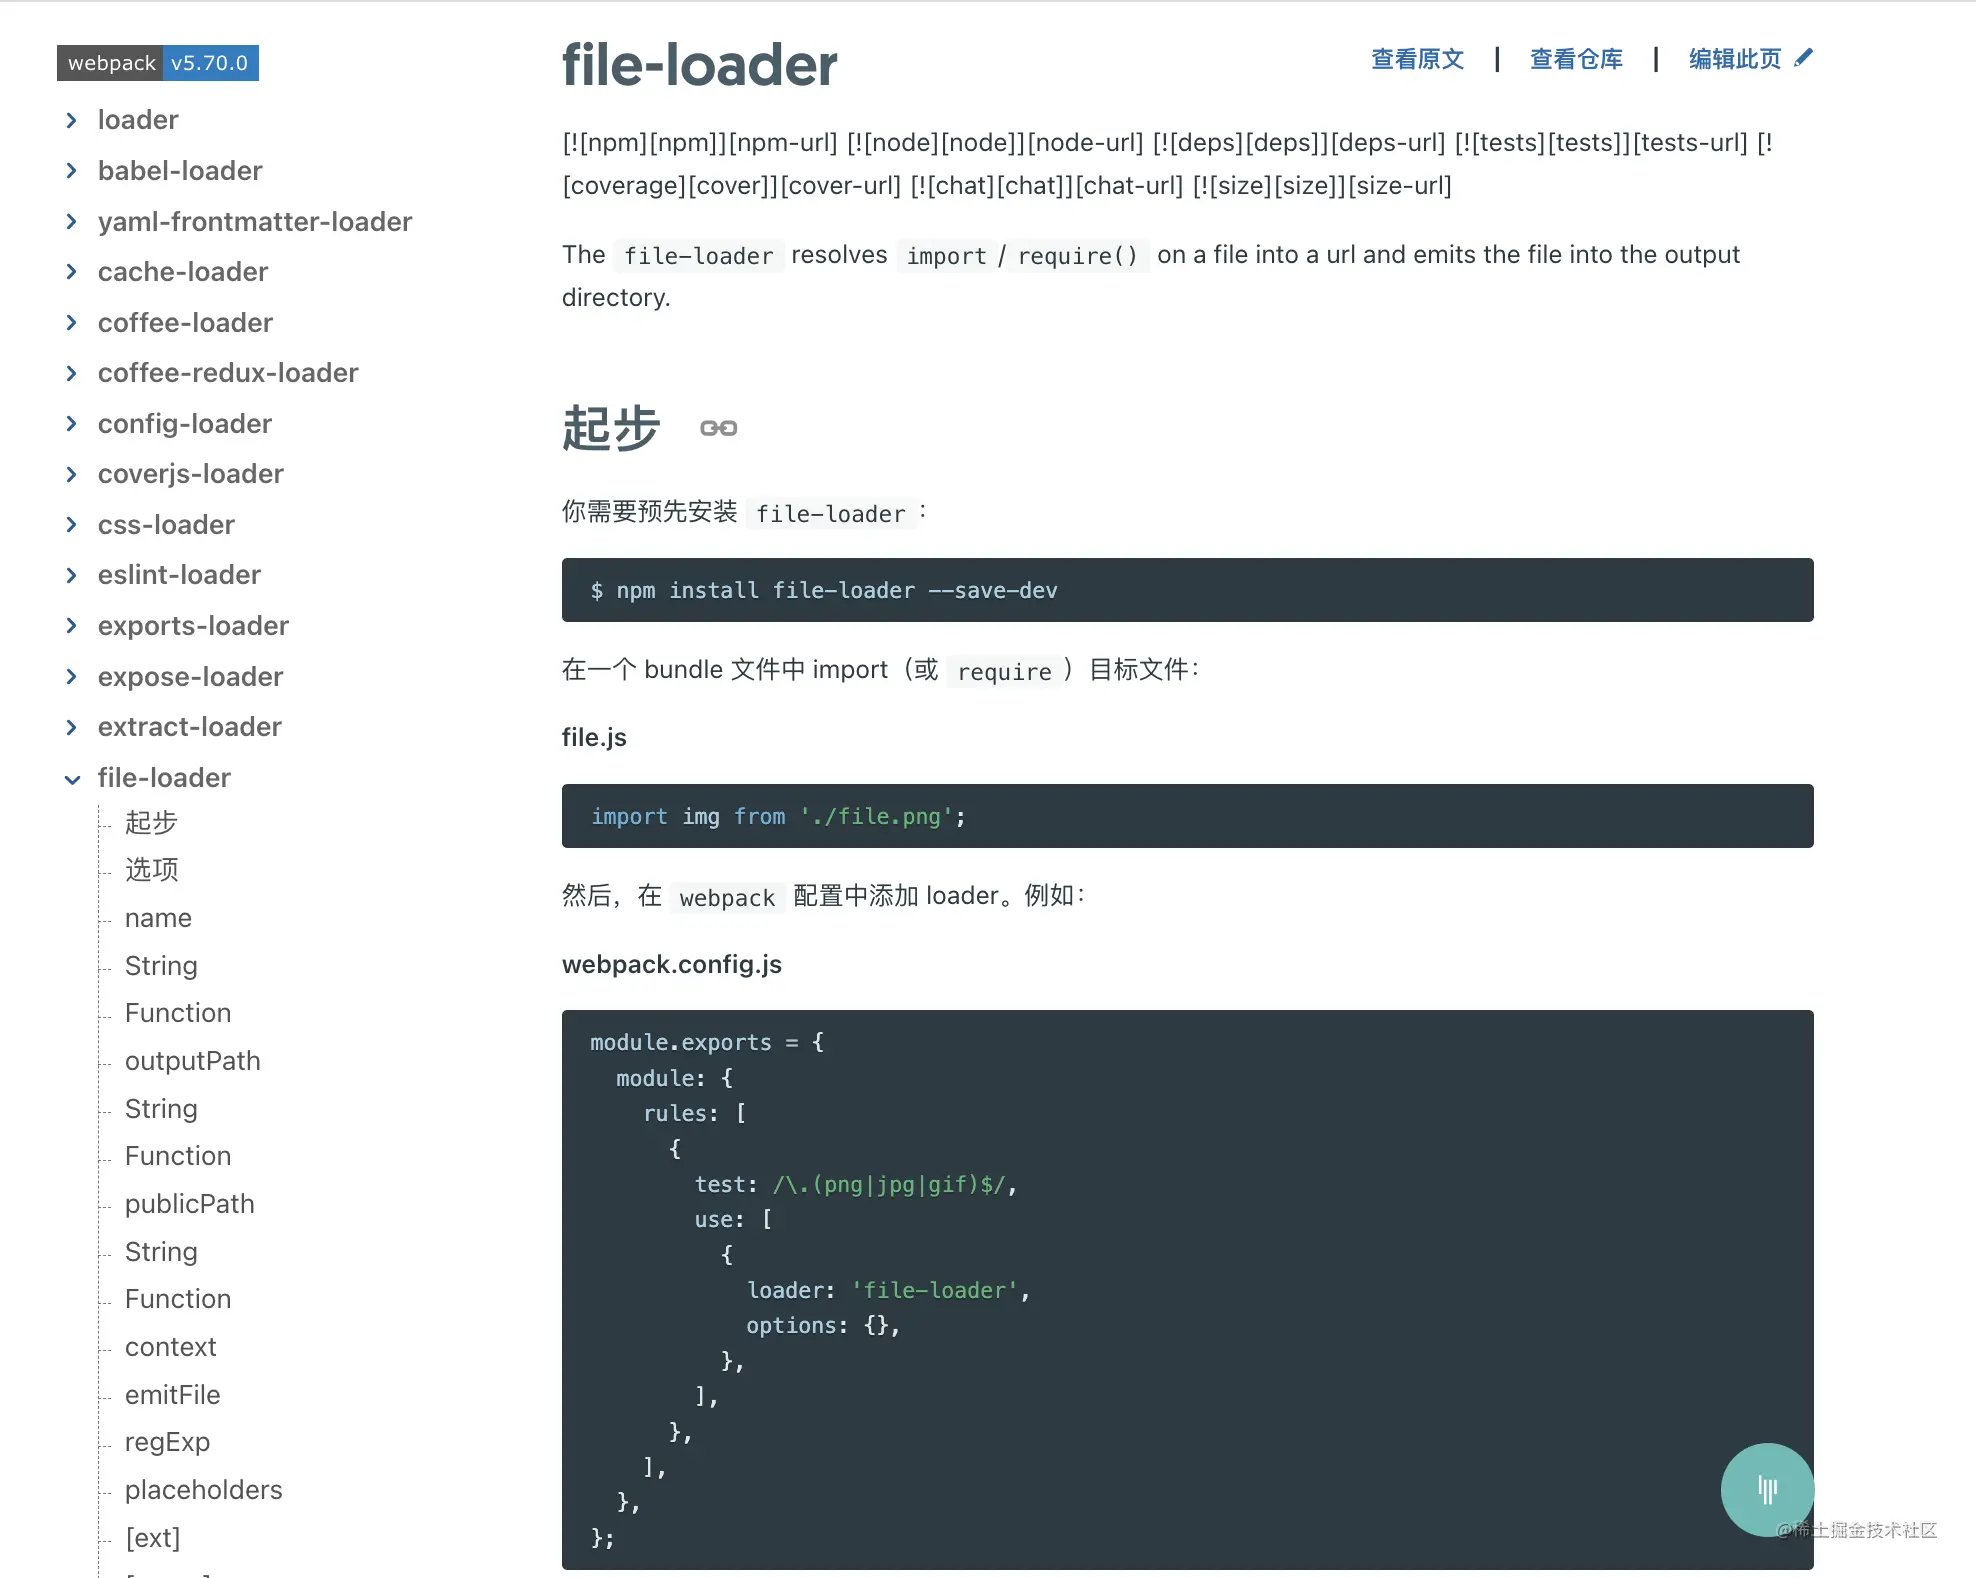 webpack v5.70.0
loader
babel-loader
yaml-frontmatter-loader
cache-loader
coffee-loader
coffee-redux-loader
config-loader
coverjs-loader
css-loader
eslint-loader
exports-loader
expose-loader
extract-loader
file-loader
起步
选项
name
String
Function
outputPath
String
Function
publicPath
String
Function
context
emitFile
regExp
placeholders
[ext]
file-loader
查看原文 | 查看仓库 | 编辑此页
[![npm][npm]][npm-url] [![node][node]][node-url] [![deps][deps]][deps-url] [![tests][tests]][tests-url] [!
[coverage][cover]][cover-url] [![chat][chat]][chat-url] [![size][size]][size-url]
The file-loader resolves import/require() on a file into a url and emits the file into the output
directory.
起步
你需要预先安装 file-loader：
$ npm install file-loader --save-dev
在一个 bundle 文件中 import（或 require）目标文件：
file.js
import img from './file.png';
然后，在 webpack 配置中添加 loader。例如：
webpack.config.js
module.exports = {
  module: {
    rules: [
      {
        test: /\.(png|jpg|gif)$/,
        use: [
          {
            loader: 'file-loader',
            options: {},
          },
        ],
      },
    ],
  },
};
@稀土掘金技术社区